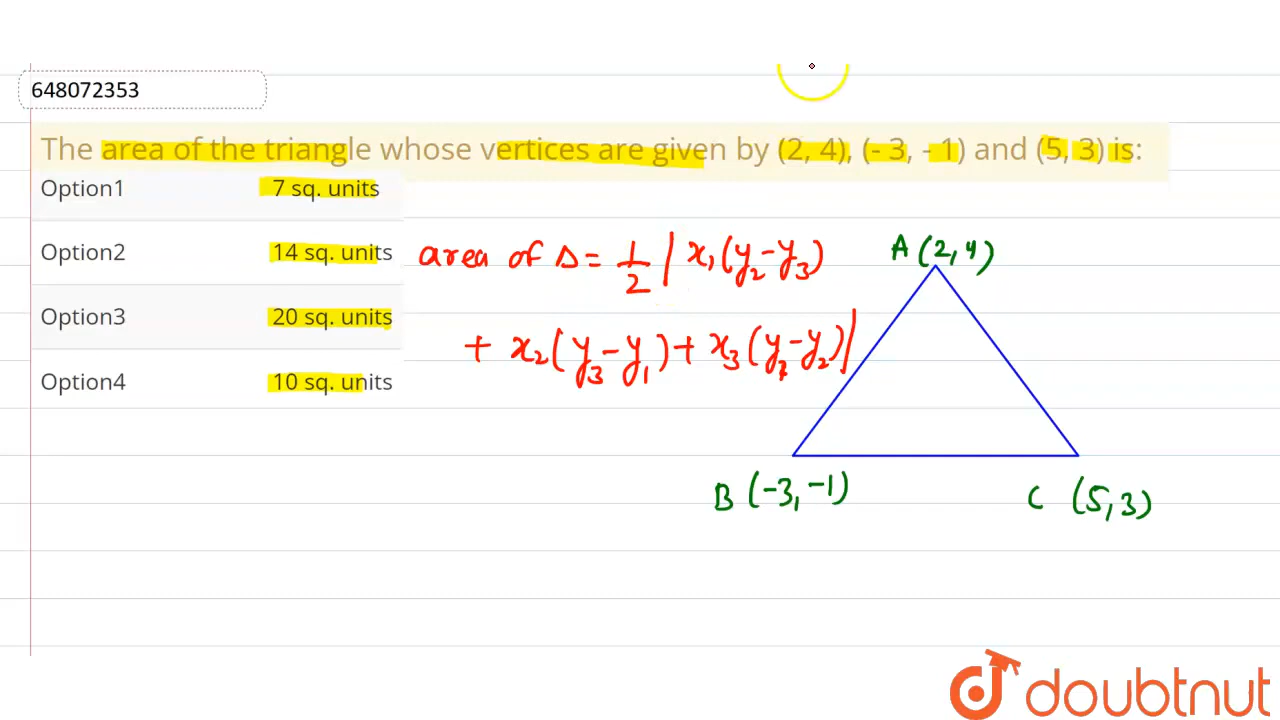 648072353
The area of the triangle whose vertices are given by (2, 4), (- 3, - 1) and (5, 3) is:
Option1 7 sq. units
Option2 14 sq. units
Option3 20 sq. units
Option4 10 sq. units
area of Δ = 1/2 | x₁(y₂-y₃)
+ x₂(y₃-y₁)+ x₃(y₁-y₂)|
A (2, 4)
B (-3, -1)
C (5, 3)
doubtnut